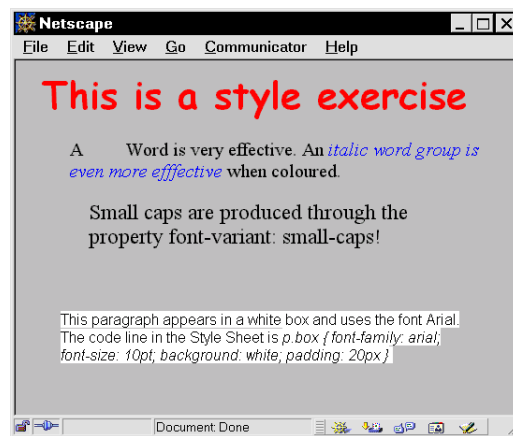 Netscape
File Edit View Go Communicator Help
This is a style exercise
A Word is very effective. An italic word group is
even more efffective when coloured.
Small caps are produced through the
property font-variant: small-caps!
This paragraph appears in a white box and uses the font Arial.
The code line in the Style Sheet is p.box { font-family: arial;
font-size: 10pt; background: white; padding: 20px }
Document: Done